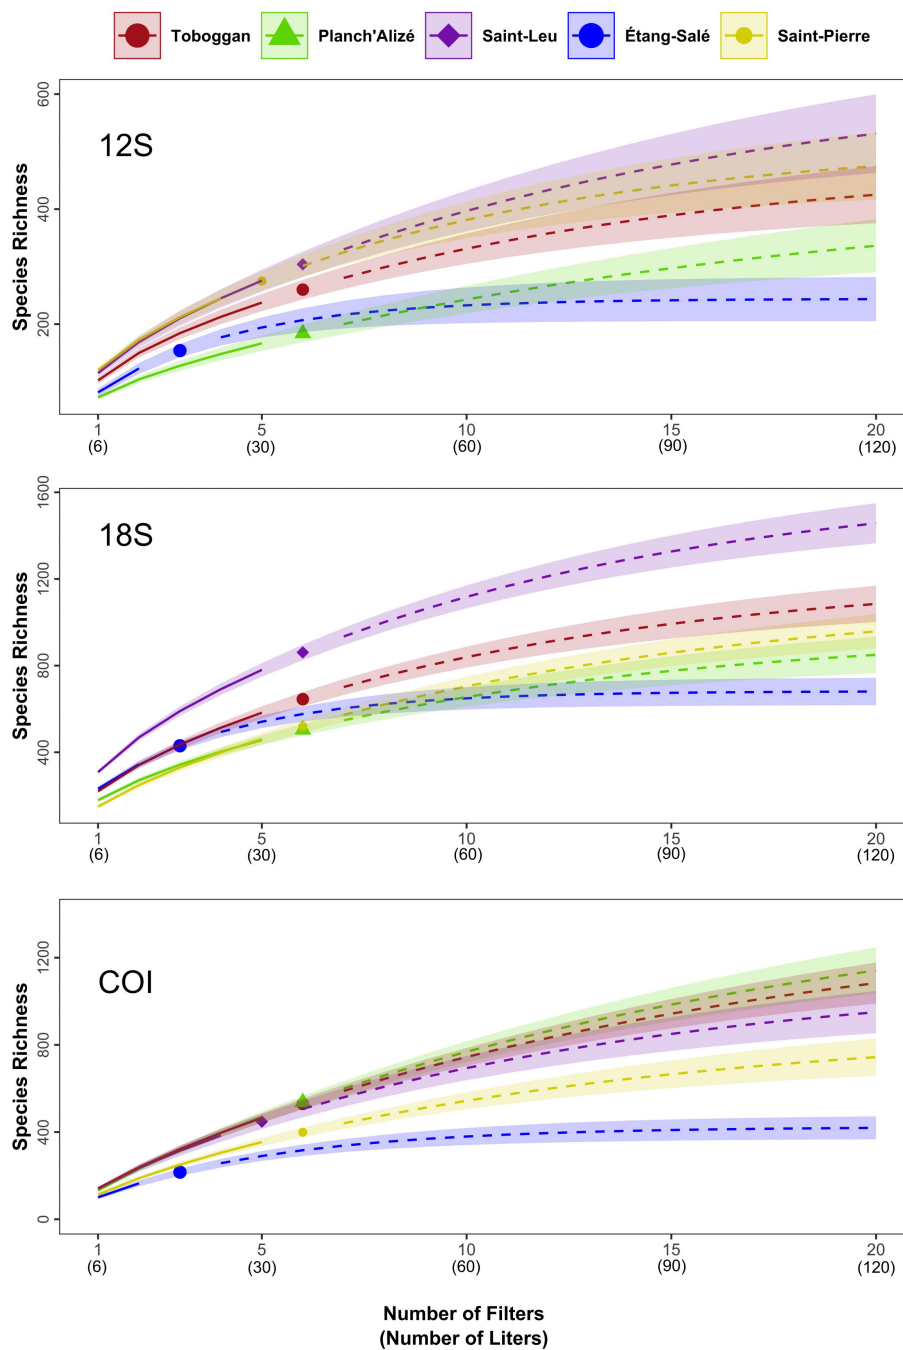 Toboggan Planch'Alizé Saint-Leu Étang-Salé Saint-Pierre
12S
Species Richness
600
400
200
1 5 10 15 20
(6) (30) (60) (90) (120)
18S
Species Richness
1600
1200
800
400
1 5 10 15 20
(6) (30) (60) (90) (120)
COI
Species Richness
1200
800
400
0
1 5 10 15 20
(6) (30) (60) (90) (120)
Number of Filters
(Number of Liters)